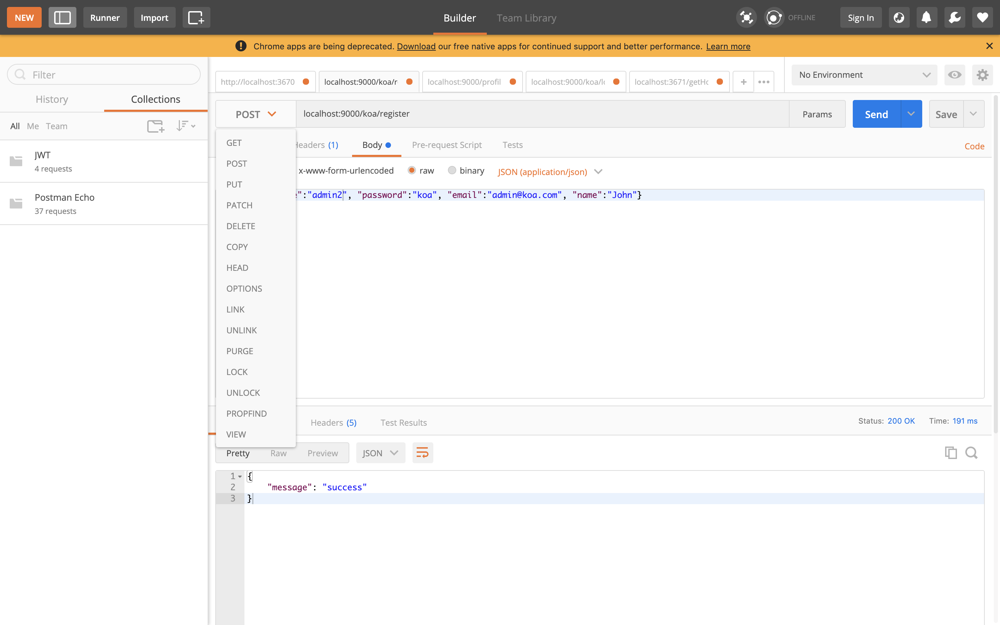 NEW Runner Import Builder Team Library OFFLINE Sign In
Chrome apps are being deprecated. Download our free native apps for continued support and better performance. Learn more
Filter
History Collections
All Me Team
JWT
4 requests
Postman Echo
37 requests
http://localhost:3670 localhost:9000/koa/r localhost:9000/profil localhost:9000/koa/lo localhost:3671/getHo + No Environment
POST localhost:9000/koa/register Params Send Save
Headers (1) Body Pre-request Script Tests Code
x-www-form-urlencoded raw binary JSON (application/json)
e":"admin2", "password":"koa", "email":"admin@koa.com", "name":"John"}
GET
POST
PUT
PATCH
DELETE
COPY
HEAD
OPTIONS
LINK
UNLINK
PURGE
LOCK
UNLOCK
PROPFIND
VIEW
Headers (5) Test Results Status: 200 OK Time: 191 ms
Pretty Raw Preview JSON
1 {
2 "message": "success"
3 }